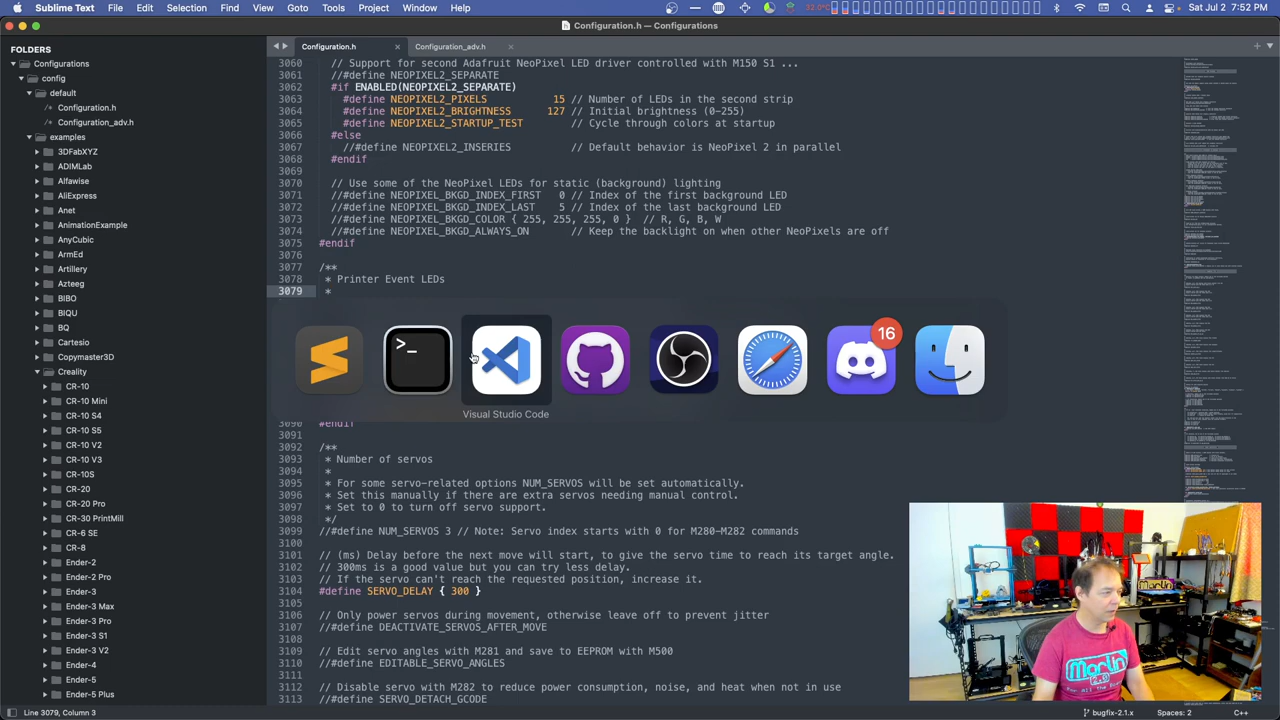 Sublime Text File Edit Selection Find View Goto Tools Project Window Help 32.0°C Sat Jul 2 7:52 PM
Configuration.h — Configurations
FOLDERS
Configurations
config
default
Configuration.h
Configuration_adv.h
examples
3DFabXYZ
ADIMLab
Alfawise
AliExpress
Anet
AnimationExample
AnyCubic
ArmEd
Artillery
Azteeg
BIBO
BIQU
BQ
Cartesio
Copymaster3D
Creality
CR-10
CR-10 Mini
CR-10 S4
CR-10 S5
CR-10 V2
CR-10 V3
CR-10S
CR-20
CR-20 Pro
CR-30 PrintMill
CR-6 SE
CR-8
Ender-2
Ender-2 Pro
Ender-3
Ender-3 Max
Ender-3 Pro
Ender-3 S1
Ender-3 V2
Ender-4
Ender-5
Ender-5 Plus
Configuration.h × Configuration_adv.h ×
3060 // Support for second Adafruit NeoPixel LED driver controlled with M150 S1 ...
3061 //#define NEOPIXEL2_SEPARATE
3062 #if ENABLED(NEOPIXEL2_SEPARATE)
3063 #define NEOPIXEL2_PIXELS 15 // Number of LEDs in the second strip
3064 #define NEOPIXEL2_BRIGHTNESS 127 // Initial brightness (0-255)
3065 #define NEOPIXEL2_STARTUP_TEST // Cycle through colors at startup
3066 #else
3067 //#define NEOPIXEL2_INSERIES // Default behavior is NeoPixel 2 in parallel
3068 #endif
3069
3070 // Use some of the NeoPixel LEDs for static (background) lighting
3071 //#define NEOPIXEL_BKGD_INDEX_FIRST 0 // Index of the first background LED
3072 //#define NEOPIXEL_BKGD_INDEX_LAST 5 // Index of the last background LED
3073 //#define NEOPIXEL_BKGD_COLOR { 255, 255, 255, 0 } // R, G, B, W
3074 //#define NEOPIXEL_BKGD_ALWAYS_ON // Keep the backlight on when other NeoPixels are off
3075 #endif
3076
3077 /**
3078 * Printer Event LEDs
3079 *
16
Visual Studio Code
3090 #endif
3091
3092 /**
3093 * Number of servos
3094 *
3095 * For some servo-related options NUM_SERVOS will be set automatically.
3096 * Set this manually if there are extra servos needing manual control.
3097 * Set to 0 to turn off servo support.
3098 */
3099 //#define NUM_SERVOS 3 // Note: Servo index starts with 0 for M280-M282 commands
3100
3101 // (ms) Delay before the next move will start, to give the servo time to reach its target angle.
3102 // 300ms is a good value but you can try less delay.
3103 // If the servo can't reach the requested position, increase it.
3104 #define SERVO_DELAY { 300 }
3105
3106 // Only power servos during movement, otherwise leave off to prevent jitter
3107 //#define DEACTIVATE_SERVOS_AFTER_MOVE
3108
3109 // Edit servo angles with M281 and save to EEPROM with M500
3110 //#define EDITABLE_SERVO_ANGLES
3111
3112 // Disable servo with M282 to reduce power consumption, noise, and heat when not in use
3113 //#define SERVO_DETACH_GCODE
Marlin
Marlin
Line 3079, Column 3 bugfix-2.1.x Spaces: 2 C++